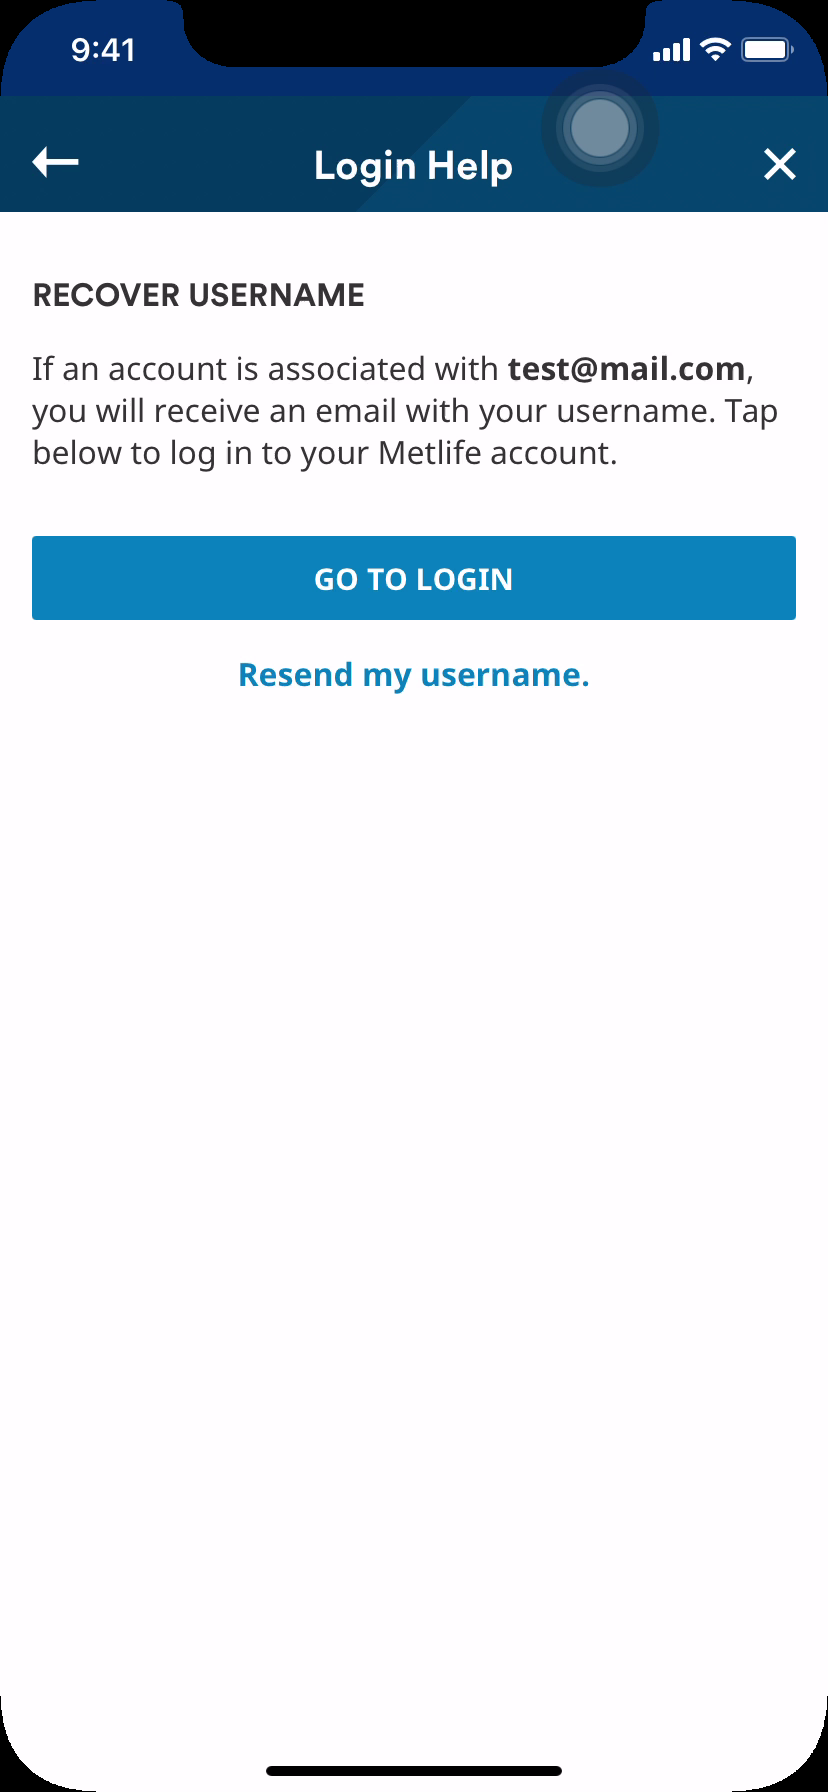 9:41
Login Help
RECOVER USERNAME
If an account is associated with test@mail.com,
you will receive an email with your username. Tap
below to log in to your Metlife account.
GO TO LOGIN
Resend my username.